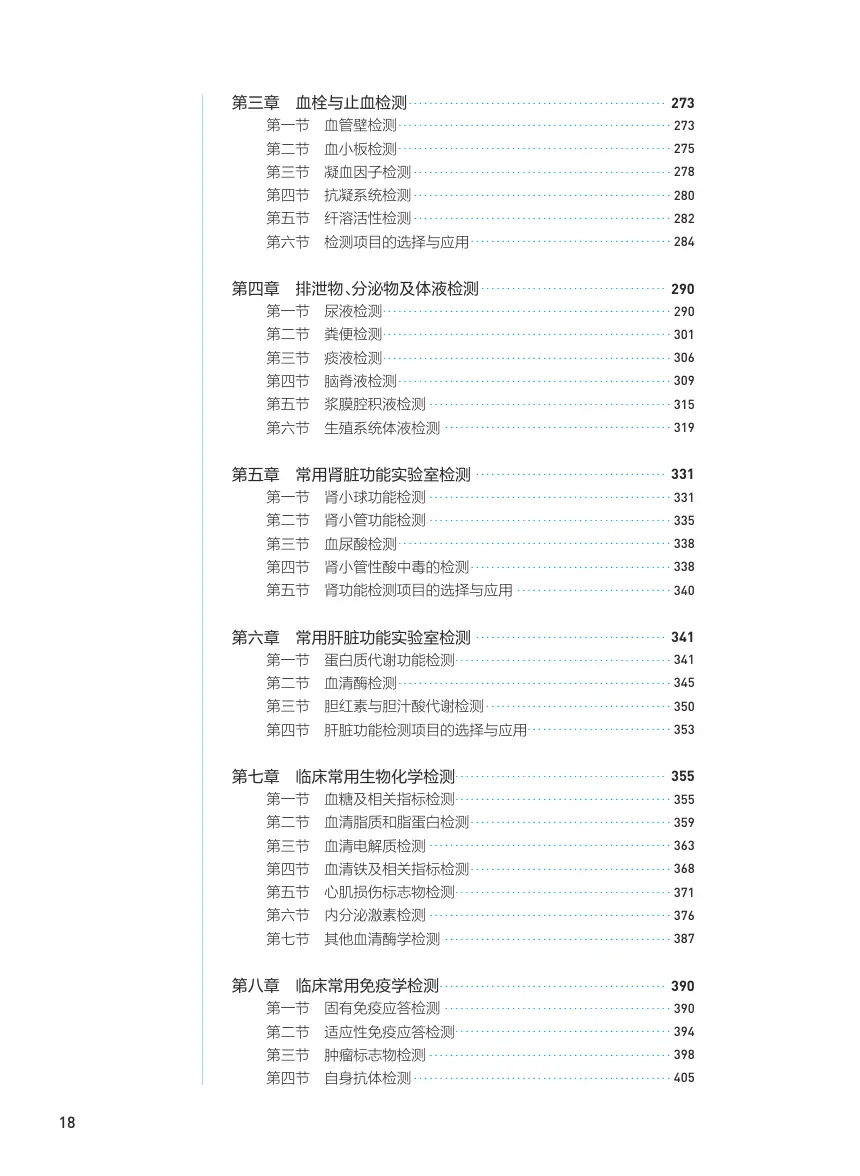 第三章 血栓与止血检测 273
第一节 血管壁检测 273
第二节 血小板检测 275
第三节 凝血因子检测 278
第四节 抗凝系统检测 280
第五节 纤溶活性检测 282
第六节 检测项目的选择与应用 284
第四章 排泄物、分泌物及体液检测 290
第一节 尿液检测 290
第二节 粪便检测 301
第三节 痰液检测 306
第四节 脑脊液检测 309
第五节 浆膜腔积液检测 315
第六节 生殖系统体液检测 319
第五章 常用肾脏功能实验室检测 331
第一节 肾小球功能检测 331
第二节 肾小管功能检测 335
第三节 血尿酸检测 338
第四节 肾小管性酸中毒的检测 338
第五节 肾功能检测项目的选择与应用 340
第六章 常用肝脏功能实验室检测 341
第一节 蛋白质代谢功能检测 341
第二节 血清酶检测 345
第三节 胆红素与胆汁酸代谢检测 350
第四节 肝脏功能检测项目的选择与应用 353
第七章 临床常用生物化学检测 355
第一节 血糖及相关指标检测 355
第二节 血清脂质和脂蛋白检测 359
第三节 血清电解质检测 363
第四节 血清铁及相关指标检测 368
第五节 心肌损伤标志物检测 371
第六节 内分泌激素检测 376
第七节 其他血清酶学检测 387
第八章 临床常用免疫学检测 390
第一节 固有免疫应答检测 390
第二节 适应性免疫应答检测 394
第三节 肿瘤标志物检测 398
第四节 自身抗体检测 405
18